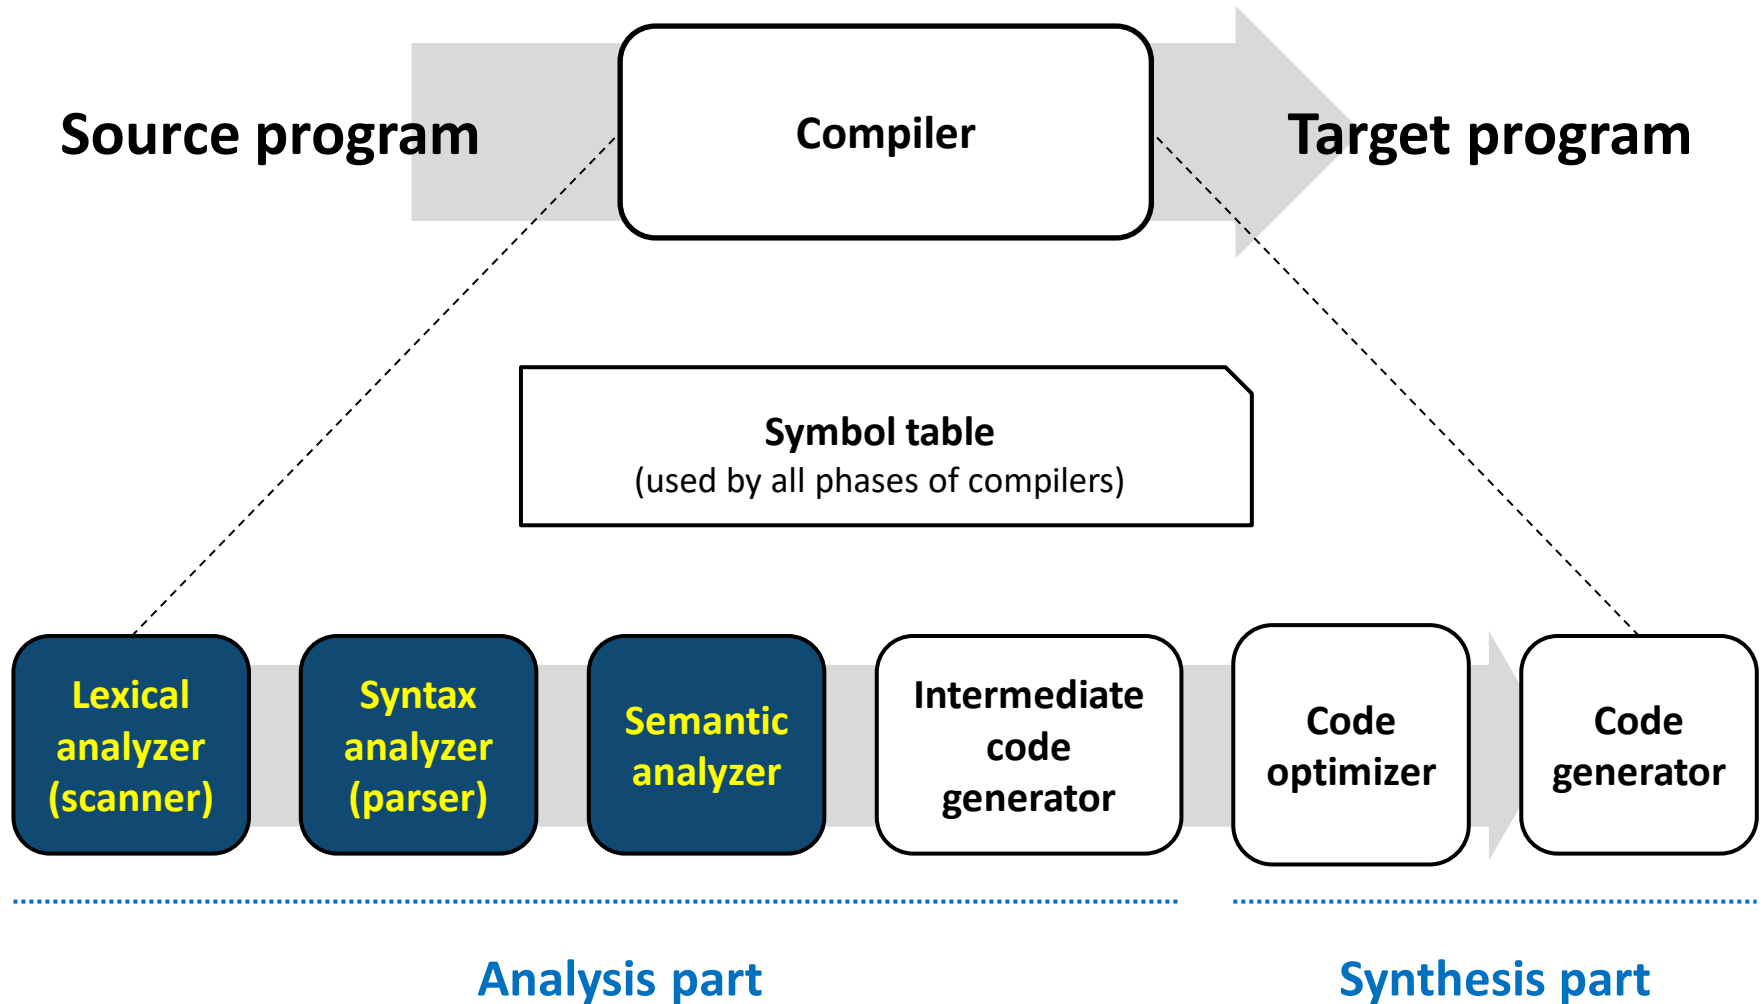 Source program
Compiler
Target program
Symbol table
(used by all phases of compilers)
Lexical
analyzer
(scanner)
Syntax
analyzer
(parser)
Semantic
analyzer
Intermediate
code
generator
Code
optimizer
Code
generator
Analysis part
Synthesis part